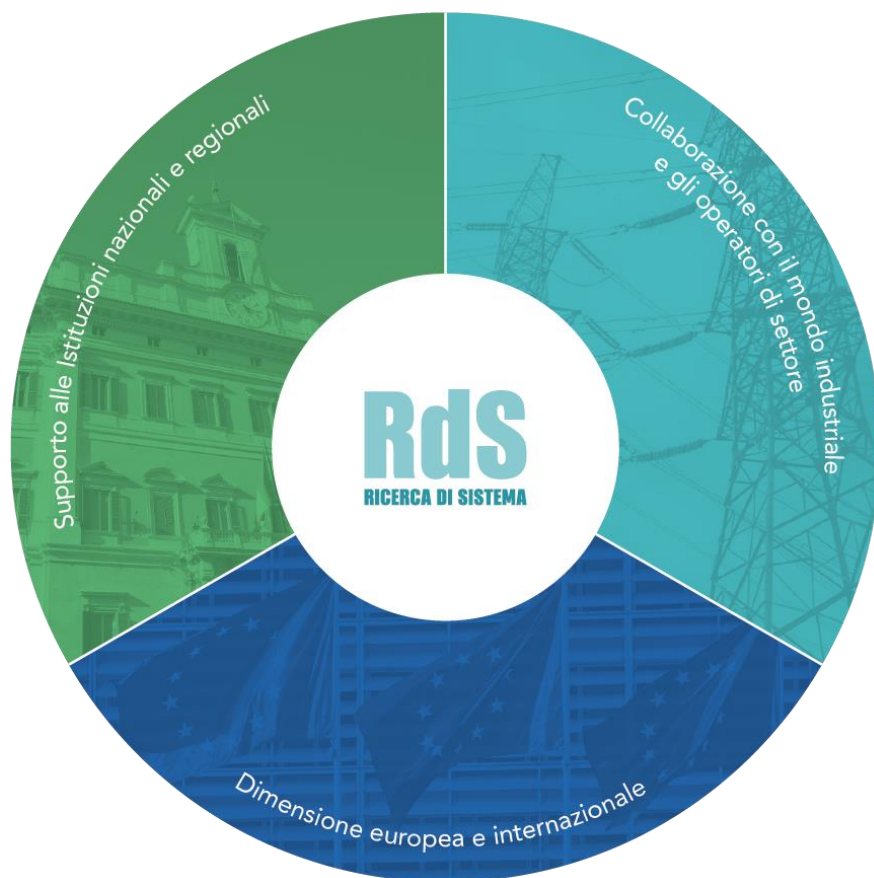 Supporto alle Istituzioni nazionali e regionali
Collaborazione con il mondo industriale
e gli operatori di settore
RdS
RICERCA DI SISTEMA
Dimensione europea e internazionale